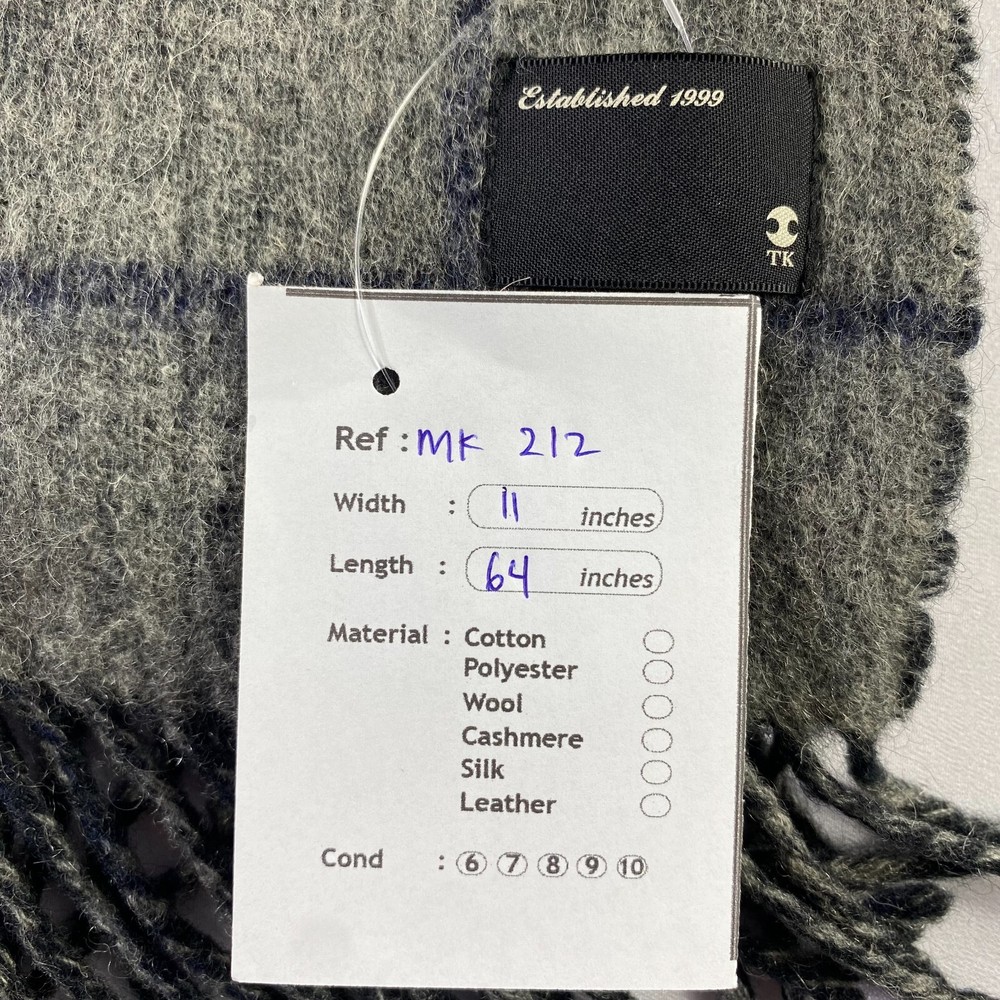 Established 1999
TK
Ref : MK 212
Width : 11 inches
Length : 64 inches
Material : Cotton
Polyester
Wool
Cashmere
Silk
Leather
Cond : 6 7 8 9 10